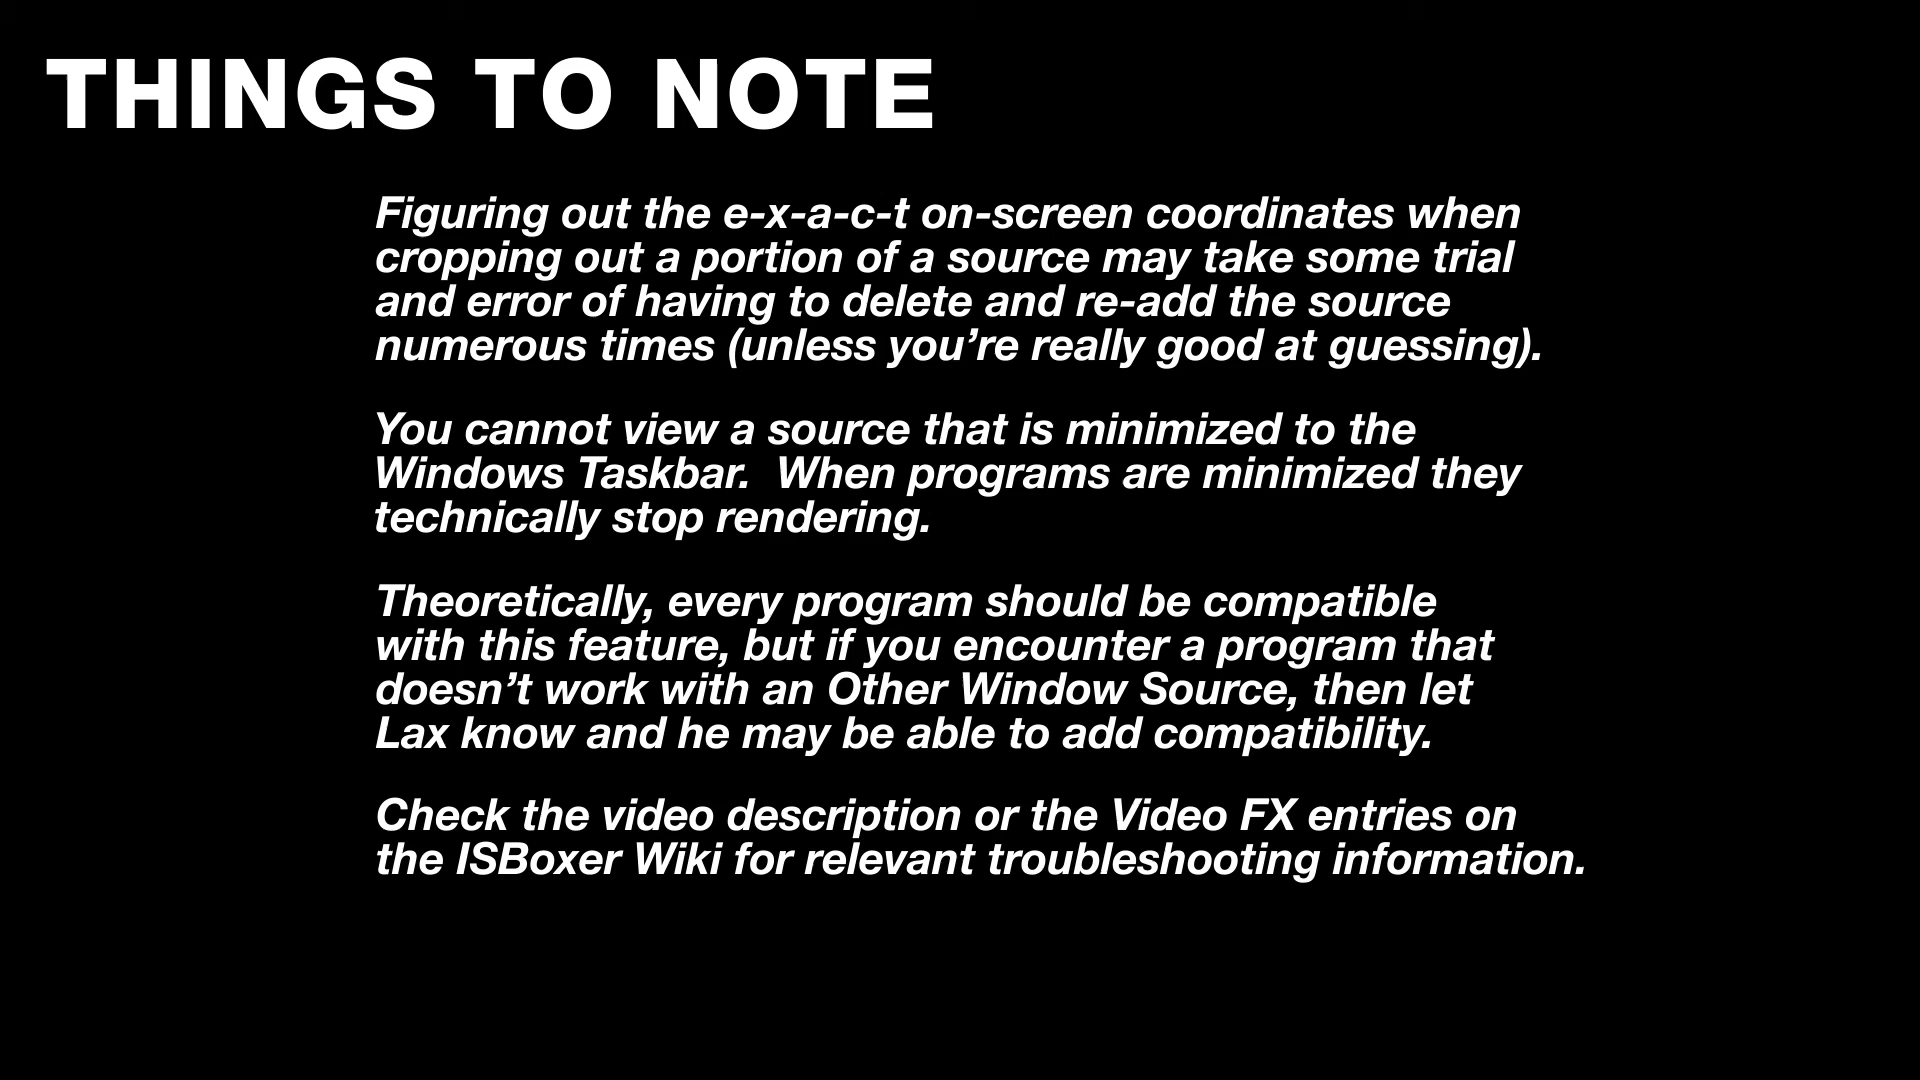 THINGS TO NOTE
Figuring out the e-x-a-c-t on-screen coordinates when
cropping out a portion of a source may take some trial
and error of having to delete and re-add the source
numerous times (unless you’re really good at guessing).
You cannot view a source that is minimized to the
Windows Taskbar.  When programs are minimized they
technically stop rendering.
Theoretically, every program should be compatible
with this feature, but if you encounter a program that
doesn’t work with an Other Window Source, then let
Lax know and he may be able to add compatibility.
Check the video description or the Video FX entries on
the ISBoxer Wiki for relevant troubleshooting information.